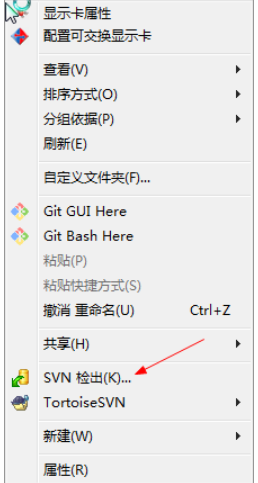 显示卡属性
配置可交换显示卡
查看(V)
排序方式(O)
分组依据(P)
刷新(E)
自定义文件夹(F)...
Git GUI Here
Git Bash Here
粘贴(P)
粘贴快捷方式(S)
撤消 重命名(U) Ctrl+Z
共享(H)
SVN 检出(K)...
TortoiseSVN
新建(W)
属性(R)